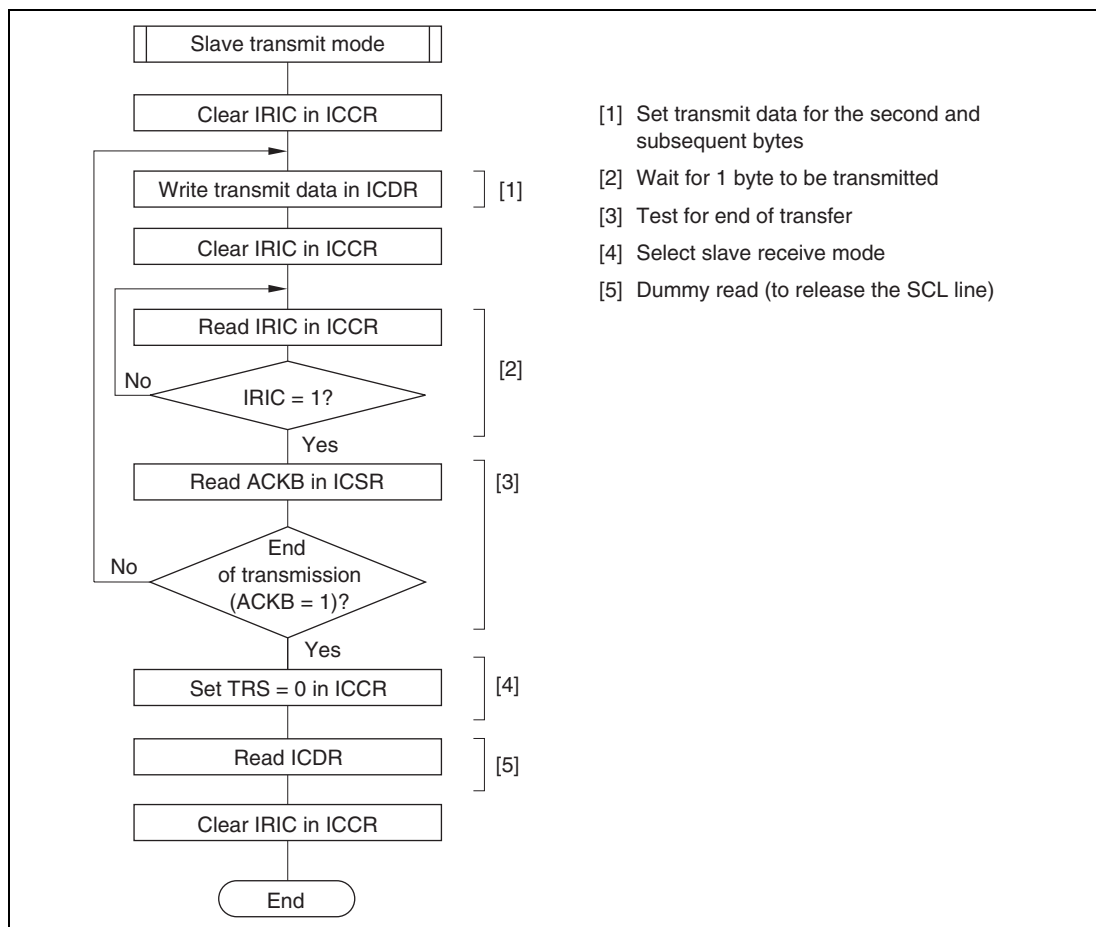 Slave transmit mode
Clear IRIC in ICCR
Write transmit data in ICDR
[1]
Clear IRIC in ICCR
Read IRIC in ICCR
[2]
No
IRIC = 1?
Yes
Read ACKB in ICSR
[3]
No
End
of transmission
(ACKB = 1)?
Yes
Set TRS = 0 in ICCR
[4]
Read ICDR
[5]
Clear IRIC in ICCR
End
[1] Set transmit data for the second and
subsequent bytes
[2] Wait for 1 byte to be transmitted
[3] Test for end of transfer
[4] Select slave receive mode
[5] Dummy read (to release the SCL line)